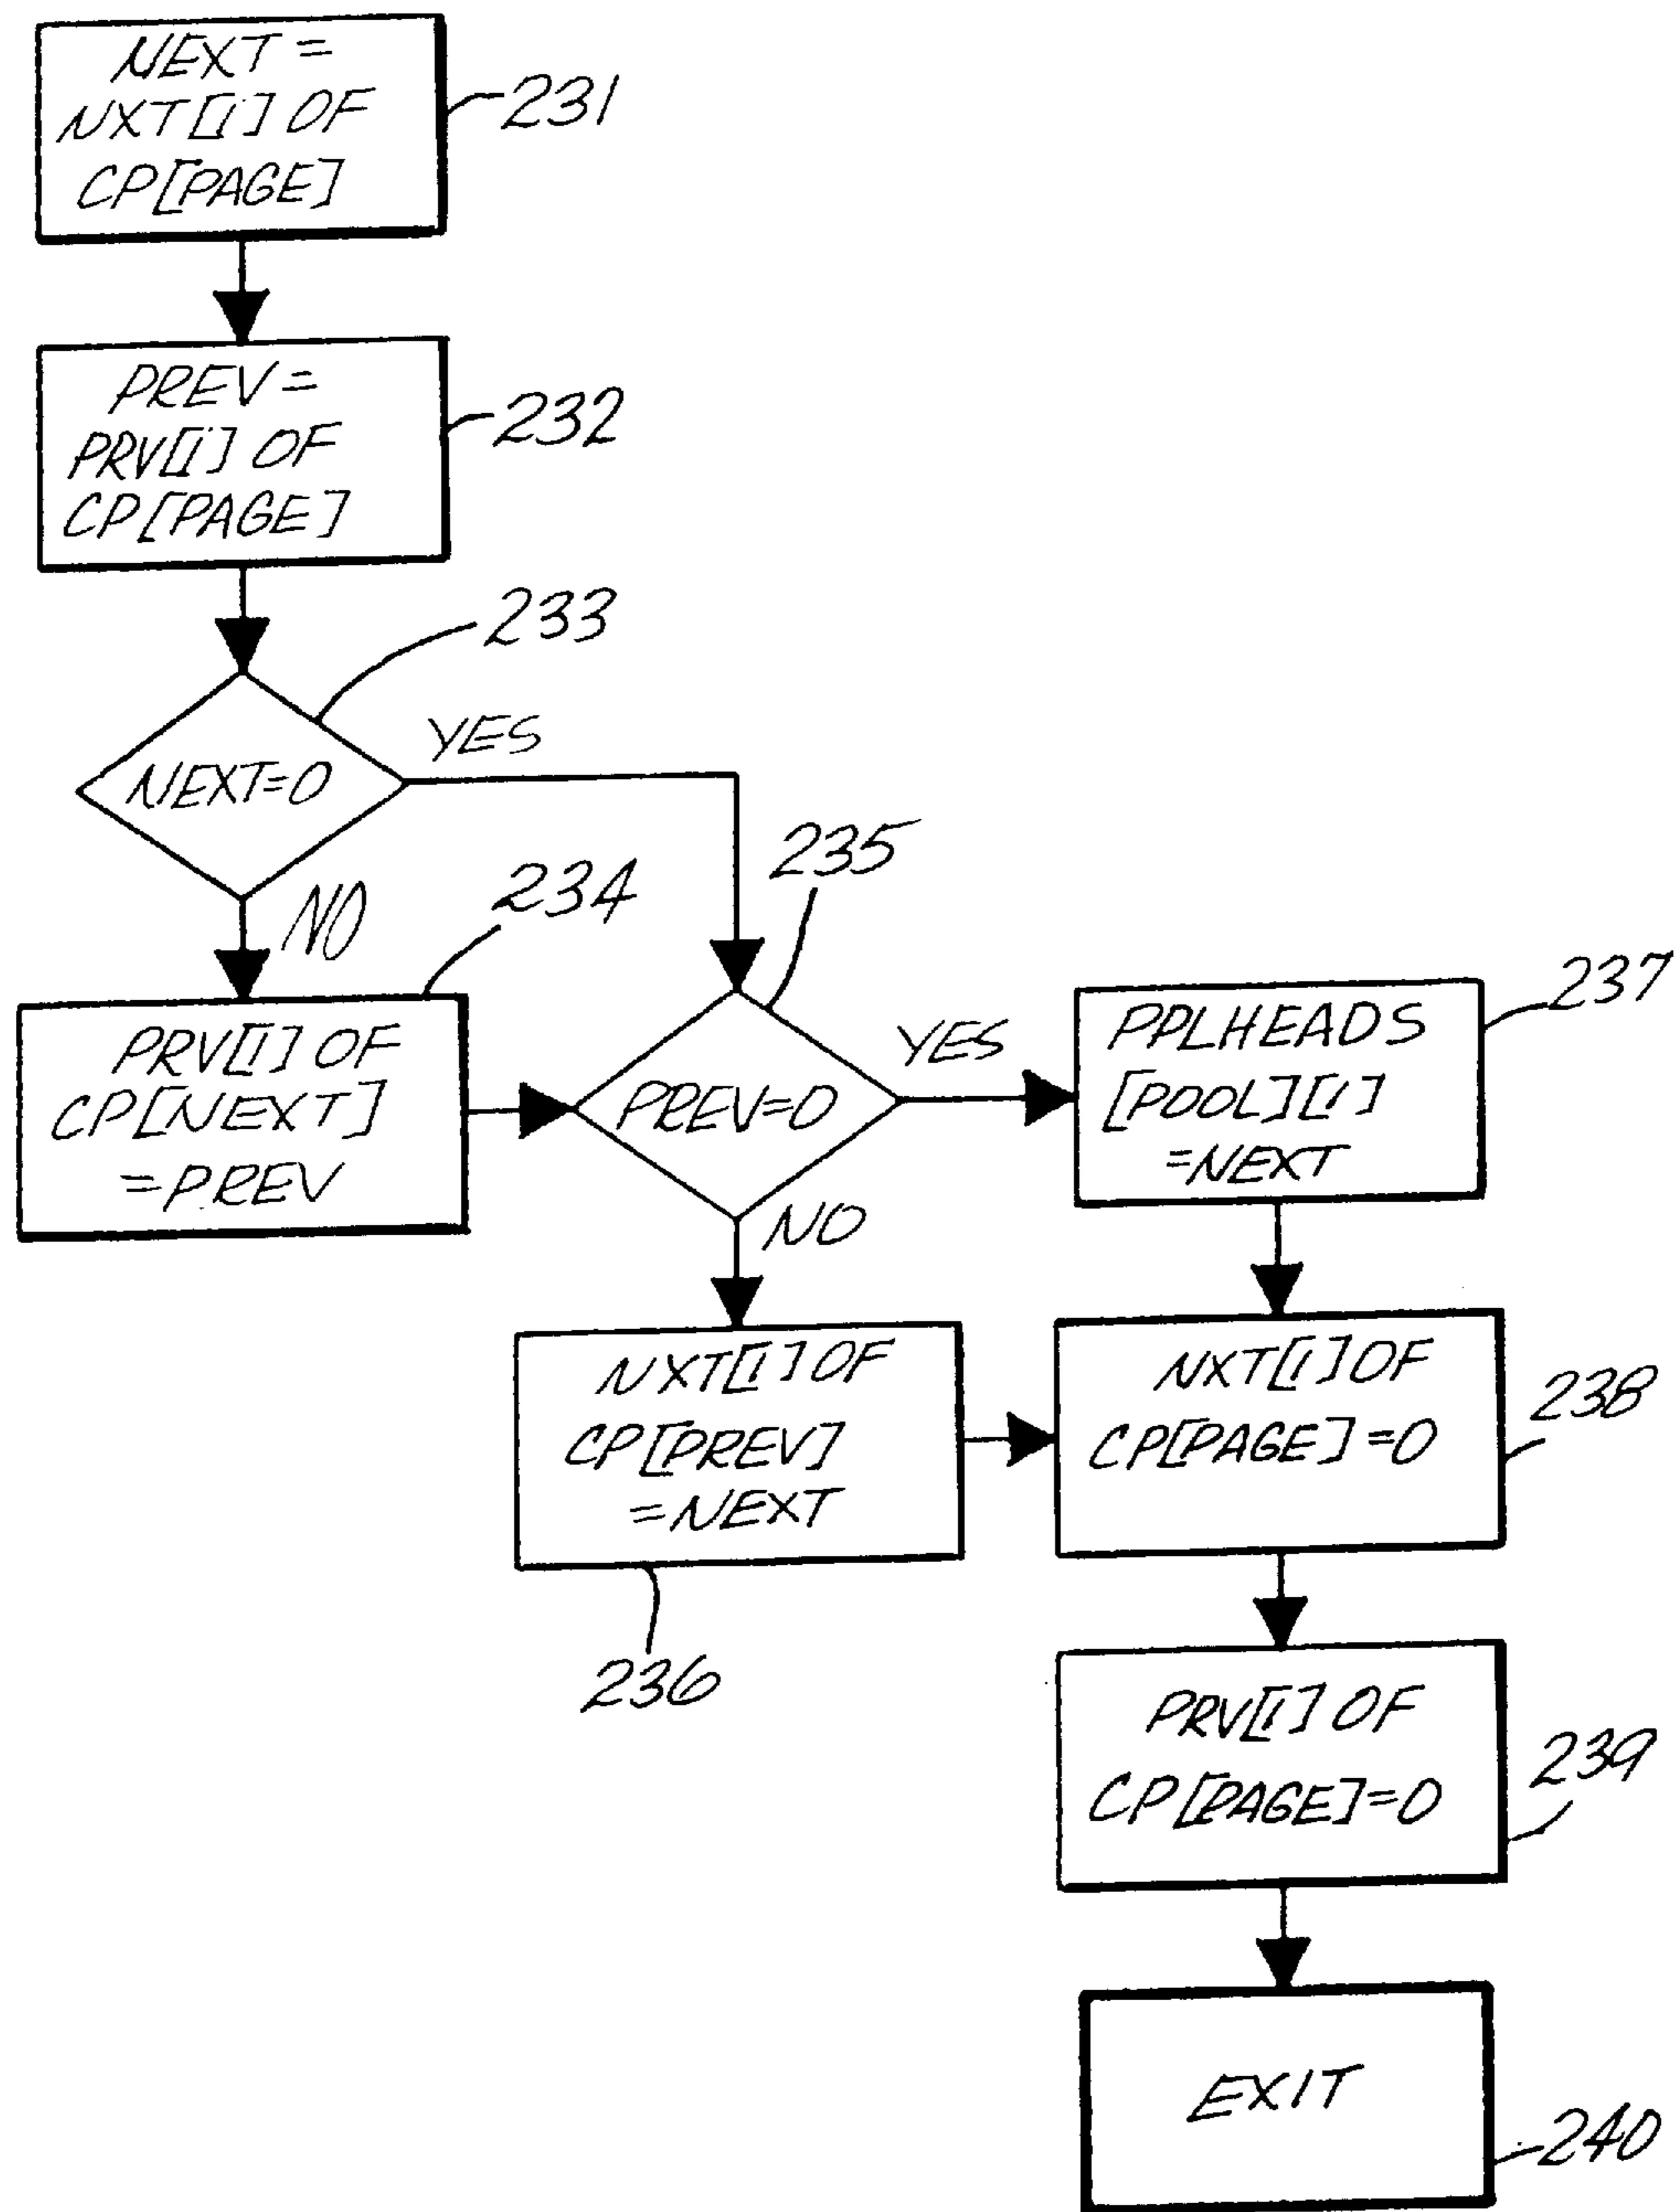 NEXT =
NXT[i] OF
CP[PAGE]
231
PREV =
PRV[i] OF
CP[PAGE]
232
233
NEXT=0
YES
NO
234
PRV[i] OF
CP[NEXT]
=PREV
235
PREV=0
YES
NO
237
PPLHEADS
[POOL][i]
=NEXT
NXT[i] OF
CP[PREV]
=NEXT
236
NXT[i] OF
CP[PAGE]=0
238
PRV[i] OF
CP[PAGE]=0
239
EXIT
240